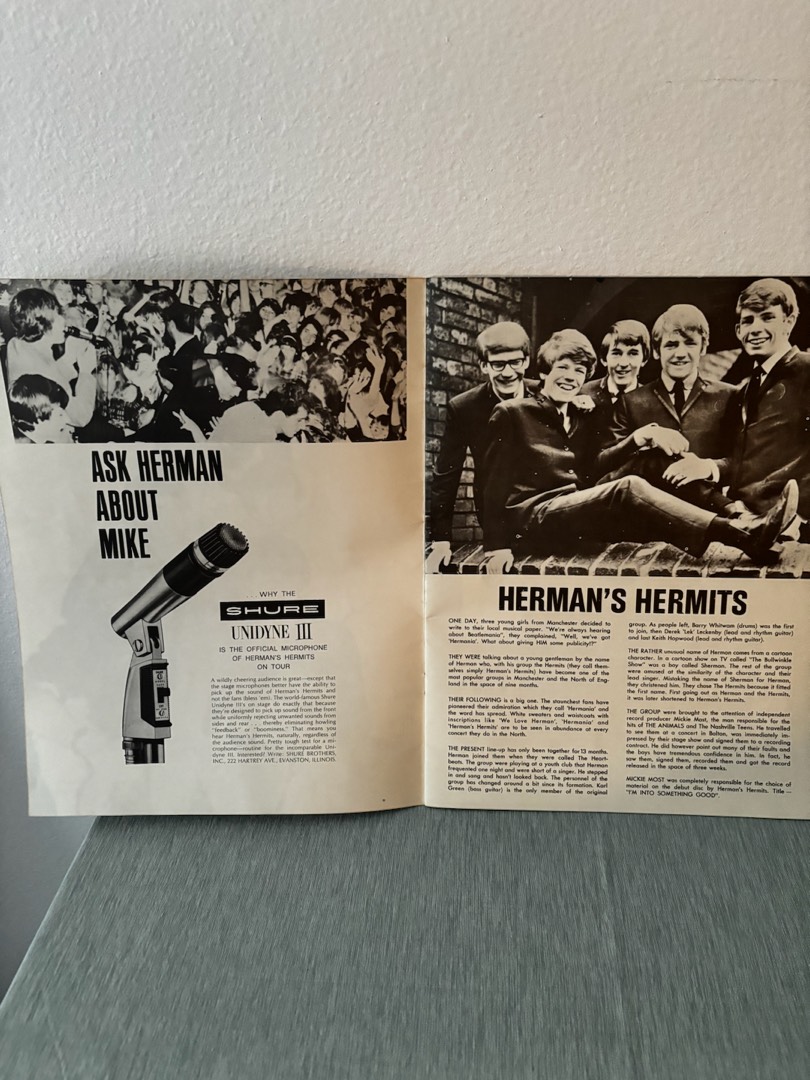 ASK HERMAN
ABOUT
MIKE
...WHY THE
SHURE
UNIDYNE III
IS THE OFFICIAL MICROPHONE
OF HERMAN'S HERMITS
ON TOUR
A wildly cheering audience is great—except that
the stage microphones better have the ability to
pick up the sound of Herman's Hermits and
not the fans (bless 'em). The world-famous Shure
Unidyne III's on stage do exactly that because
they're designed to pick up sound from the front
while uniformly rejecting unwanted sounds from
sides and rear . . . thereby eliminating howling
"feedback" or "boominess." That means you
hear Herman's Hermits, naturally, regardless of
the audience sound. Pretty tough test for a mi-
crophone—routine for the incomparable Uni-
dyne III. Interested? Write: SHURE BROTHERS,
INC., 222 HARTREY AVE., EVANSTON, ILLINOIS.
HERMAN'S HERMITS
ONE DAY, three young girls from Manchester decided to
write to their local musical paper. "We're always hearing
about Beatlemania", they complained, "Well, we've got
'Hermania'. What about giving HIM some publicity?"
THEY WERE talking about a young gentleman by the name
of Herman who, with his group the Hermits (they call them-
selves simply Herman's Hermits) have become one of the
most popular groups in Manchester and the North of Eng-
land in the space of nine months.
THEIR FOLLOWING is a big one. The staunchest fans have
pioneered their admiration which they call 'Hermania' and
the word has spread. White sweaters and waistcoats with
inscriptions like 'We Love Herman', 'Hermania' and
'Herman's Hermits' are to be seen in abundance at every
concert they do in the North.
THE PRESENT line-up has only been together for 13 months.
Herman joined them when they were called The Heart-
beats. The group were playing at a youth club that Herman
frequented one night and were short of a singer. He stepped
in and sang and hasn't looked back. The personnel of the
group has changed around a bit since its formation. Karl
Green (bass guitar) is the only member of the original
group. As people left, Barry Whitwam (drums) was the first
to join, then Derek 'Lek' Leckenby (lead and rhythm guitar)
and last Keith Hopwood (lead and rhythm guitar).
THE RATHER unusual name of Herman comes from a cartoon
character. In a cartoon show on TV called "The Bullwinkle
Show" was a boy called Sherman. The rest of the group
were amused at the similarity of the character and their
lead singer. Mistaking the name of Sherman for Herman,
they christened him. They chose The Hermits because it fitted
the first name. First going out as Herman and the Hermits,
it was later shortened to Herman's Hermits.
THE GROUP were brought to the attention of independent
record producer Mickie Most, the man responsible for the
hits of THE ANIMALS and The Nashville Teens. He travelled
to see them at a concert in Bolton, was immediately im-
pressed by their stage show and signed them to a recording
contract. He did however point out many of their faults and
the boys have tremendous confidence in him. In fact, he
saw them, signed them, recorded them and got the record
released in the space of three weeks.
MICKIE MOST was completely responsible for the choice of
material on the debut disc by Herman's Hermits. Title —
"I'M INTO SOMETHING GOOD".